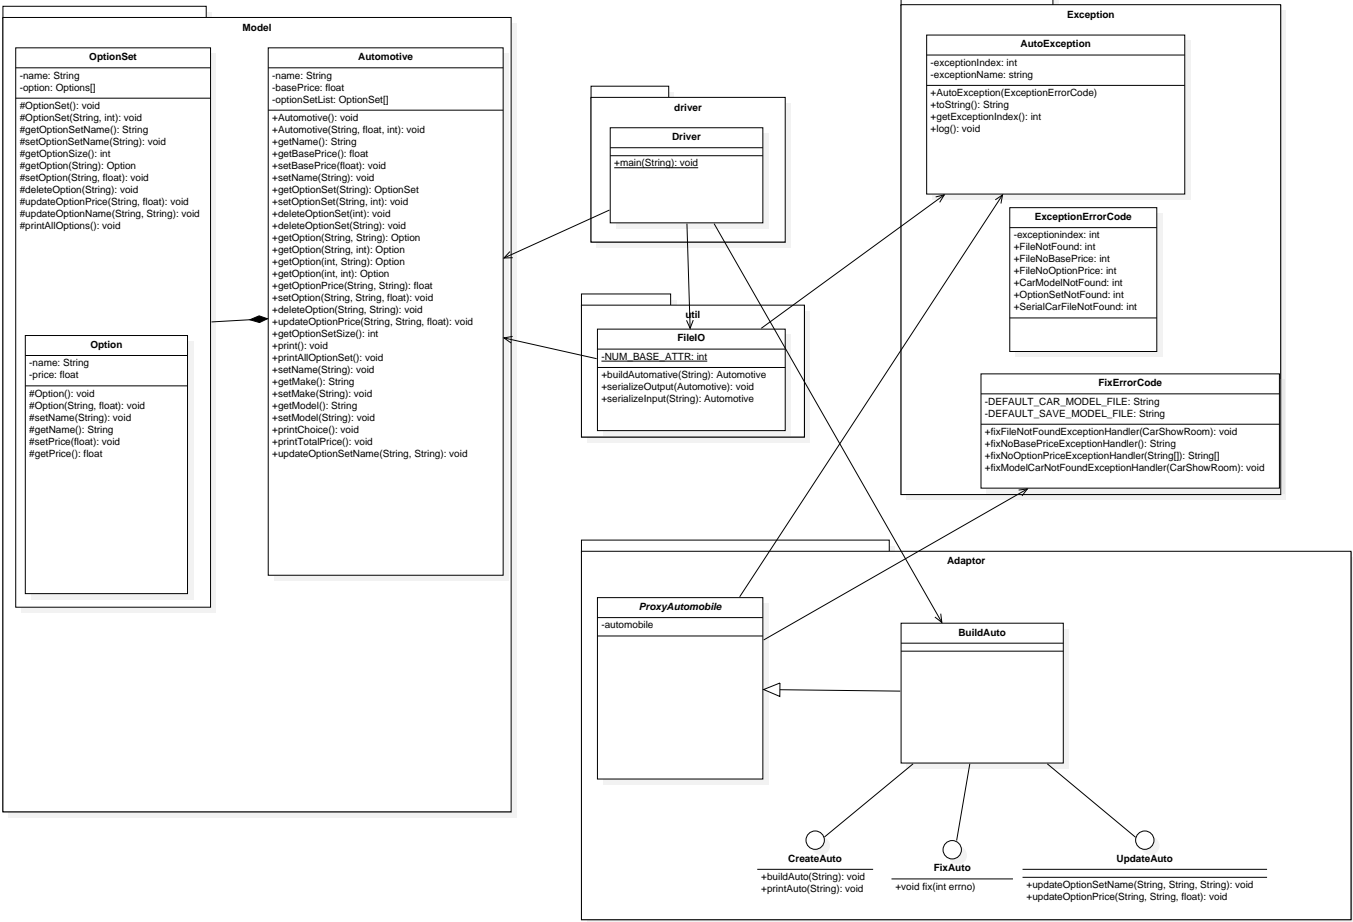 Model
OptionSet
-name: String
-option: Options[]
#OptionSet(): void
#OptionSet(String, int): void
#getOptionSetName(): String
#setOptionSetName(String): void
#getOptionSize(): int
#getOption(String): Option
#setOption(String, float): void
#deleteOption(String): void
#updateOptionPrice(String, float): void
#updateOptionName(String, String): void
#printAllOptions(): void
Option
-name: String
-price: float
#Option(): void
#Option(String, float): void
#setName(String): void
#getName(): String
#setPrice(float): void
#getPrice(): float
Automotive
-name: String
-basePrice: float
-optionSetList: OptionSet[]
+Automotive(): void
+Automotive(String, float, int): void
+getName(): String
+getBasePrice(): float
+setBasePrice(float): void
+setName(String): void
+getOptionSet(String): OptionSet
+setOptionSet(String, int): void
+deleteOptionSet(int): void
+deleteOptionSet(String): void
+getOption(String, String): Option
+getOption(String, int): Option
+getOption(int, String): Option
+getOption(int, int): Option
+getOptionPrice(String, String): float
+setOption(String, String, float): void
+deleteOption(String, String): void
+updateOptionPrice(String, String, float): void
+getOptionSetSize(): int
+print(): void
+printAllOptionSet(): void
+setName(String): void
+getMake(): String
+setMake(String): void
+getModel(): String
+setModel(String): void
+printChoice(): void
+printTotalPrice(): void
+updateOptionSetName(String, String): void
driver
Driver
+main(String): void
util
FileIO
-NUM_BASE_ATTR: int
+buildAutomative(String): Automotive
+serializeOutput(Automotive): void
+serializeInput(String): Automotive
Exception
AutoException
-exceptionIndex: int
-exceptionName: string
+AutoException(ExceptionErrorCode)
+toString(): String
+getExceptionIndex(): int
+log(): void
ExceptionErrorCode
-exceptionindex: int
+FileNotFound: int
+FileNoBasePrice: int
+FileNoOptionPrice: int
+CarModelNotFound: int
+OptionSetNotFound: int
+SerialCarFileNotFound: int
FixErrorCode
-DEFAULT_CAR_MODEL_FILE: String
-DEFAULT_SAVE_MODEL_FILE: String
+fixFileNotFoundExceptionHandler(CarShowRoom): void
+fixNoBasePriceExceptionHandler(): String
+fixNoOptionPriceExceptionHandler(String[]): String[]
+fixModelCarNotFoundExceptionHandler(CarShowRoom): void
Adaptor
ProxyAutomobile
-automobile
BuildAuto
CreateAuto
+buildAuto(String): void
+printAuto(String): void
FixAuto
+void fix(int errno)
UpdateAuto
+updateOptionSetName(String, String, String): void
+updateOptionPrice(String, String, float): void